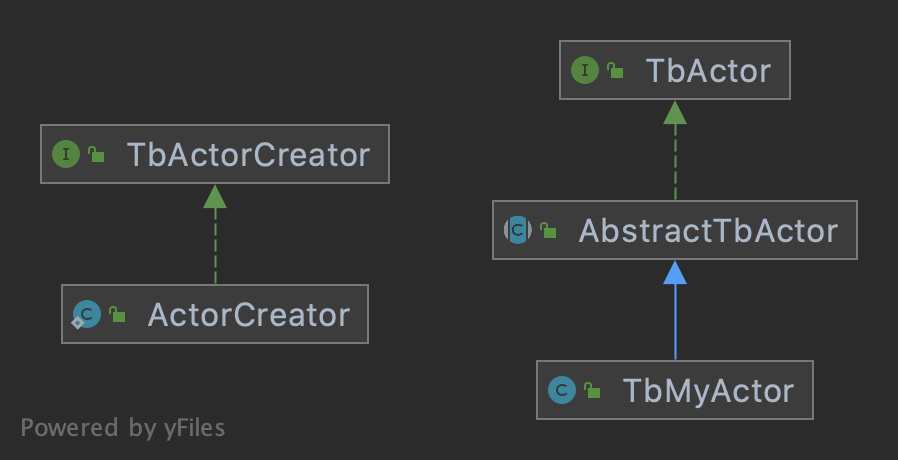 TbActor
TbActorCreator
AbstractTbActor
ActorCreator
TbMyActor
Powered by yFiles